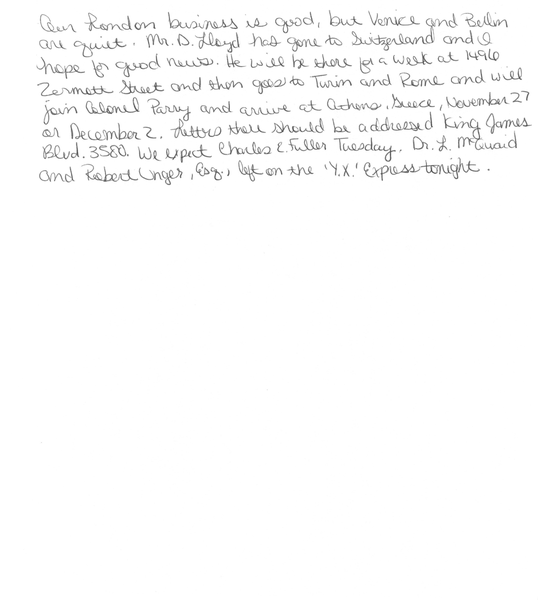 Our London business is good, but Venice and Berlin
are quiet. Mr. D. Lloyd has gone to Switzerland and I
hope for good news. He will be there for a week at 1496
Zermott Street and then goes to Turin and Rome and will
join Colonel Parry and arrive at Athens, Greece, November 27
or December 2. Letters there should be addressed King James
Blvd. 3580. We expect Charles E. Fuller Tuesday. Dr. L. McQuaid
and Robert Unger, Esq., left on the 'Y.X.' Express tonight.